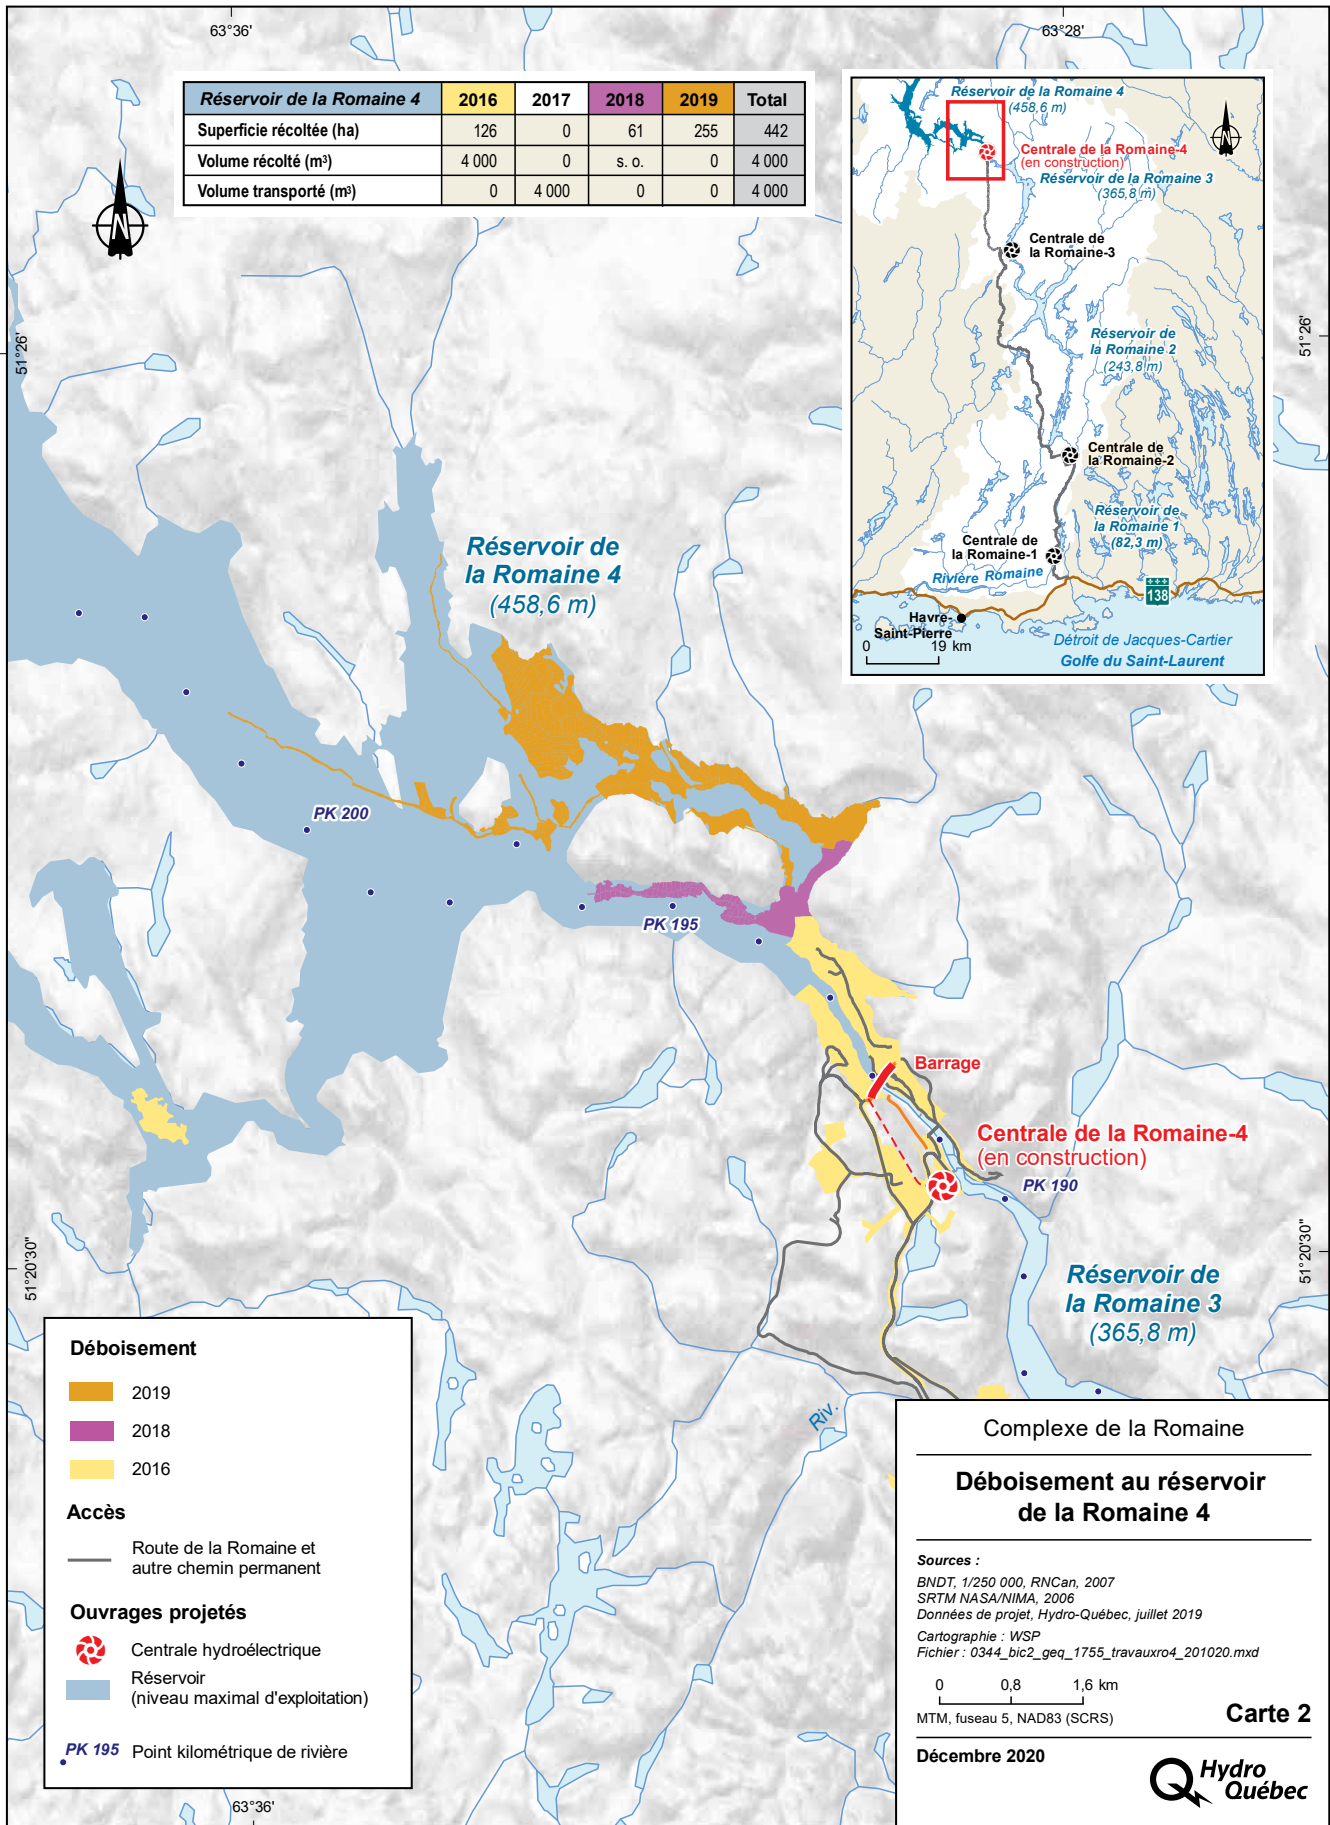 63°36'
63°28'
Réservoir de la Romaine 4 2016 2017 2018 2019 Total
Superficie récoltée (ha) 126 0 61 255 442
Volume récolté (m³) 4 000 0 s. o. 0 4 000
Volume transporté (m³) 0 4 000 0 0 4 000
Réservoir de la Romaine 4
(458,6 m)
Centrale de la Romaine-4
(en construction)
Réservoir de la Romaine 3
(365,8 m)
Centrale de
la Romaine-3
Réservoir de
la Romaine 2
(243,8 m)
Centrale de
la Romaine-2
Réservoir de
la Romaine 1
(82,3 m)
Centrale de
la Romaine-1
Rivière Romaine
138
Havre-
Saint-Pierre
0 19 km
Détroit de Jacques-Cartier
Golfe du Saint-Laurent
51°26'
51°26'
Réservoir de
la Romaine 4
(458,6 m)
PK 200
PK 195
Barrage
Centrale de la Romaine-4
(en construction)
PK 190
51°20'30"
51°20'30"
Réservoir de
la Romaine 3
(365,8 m)
Riv.
Déboisement
2019
2018
2016
Accès
Route de la Romaine et
autre chemin permanent
Ouvrages projetés
Centrale hydroélectrique
Réservoir
(niveau maximal d'exploitation)
PK 195 Point kilométrique de rivière
63°36'
Complexe de la Romaine
Déboisement au réservoir
de la Romaine 4
Sources :
BNDT, 1/250 000, RNCan, 2007
SRTM NASA/NIMA, 2006
Données de projet, Hydro-Québec, juillet 2019
Cartographie : WSP
Fichier : 0344_bic2_geq_1755_travauxro4_201020.mxd
0 0,8 1,6 km
MTM, fuseau 5, NAD83 (SCRS)
Carte 2
Décembre 2020
Hydro
Québec